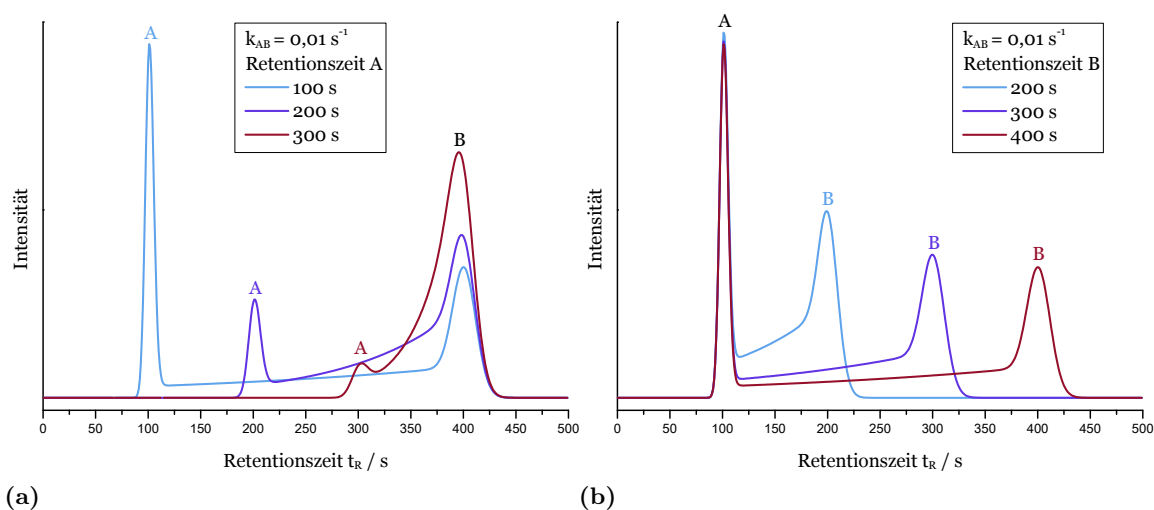 A
k_AB = 0,01 s⁻¹
Retentionszeit A
100 s
200 s
300 s
B
A
A
Intensität
0 50 100 150 200 250 300 350 400 450 500
Retentionszeit t_R / s
(a)
A
k_AB = 0,01 s⁻¹
Retentionszeit B
200 s
300 s
400 s
B
B
B
Intensität
0 50 100 150 200 250 300 350 400 450 500
Retentionszeit t_R / s
(b)